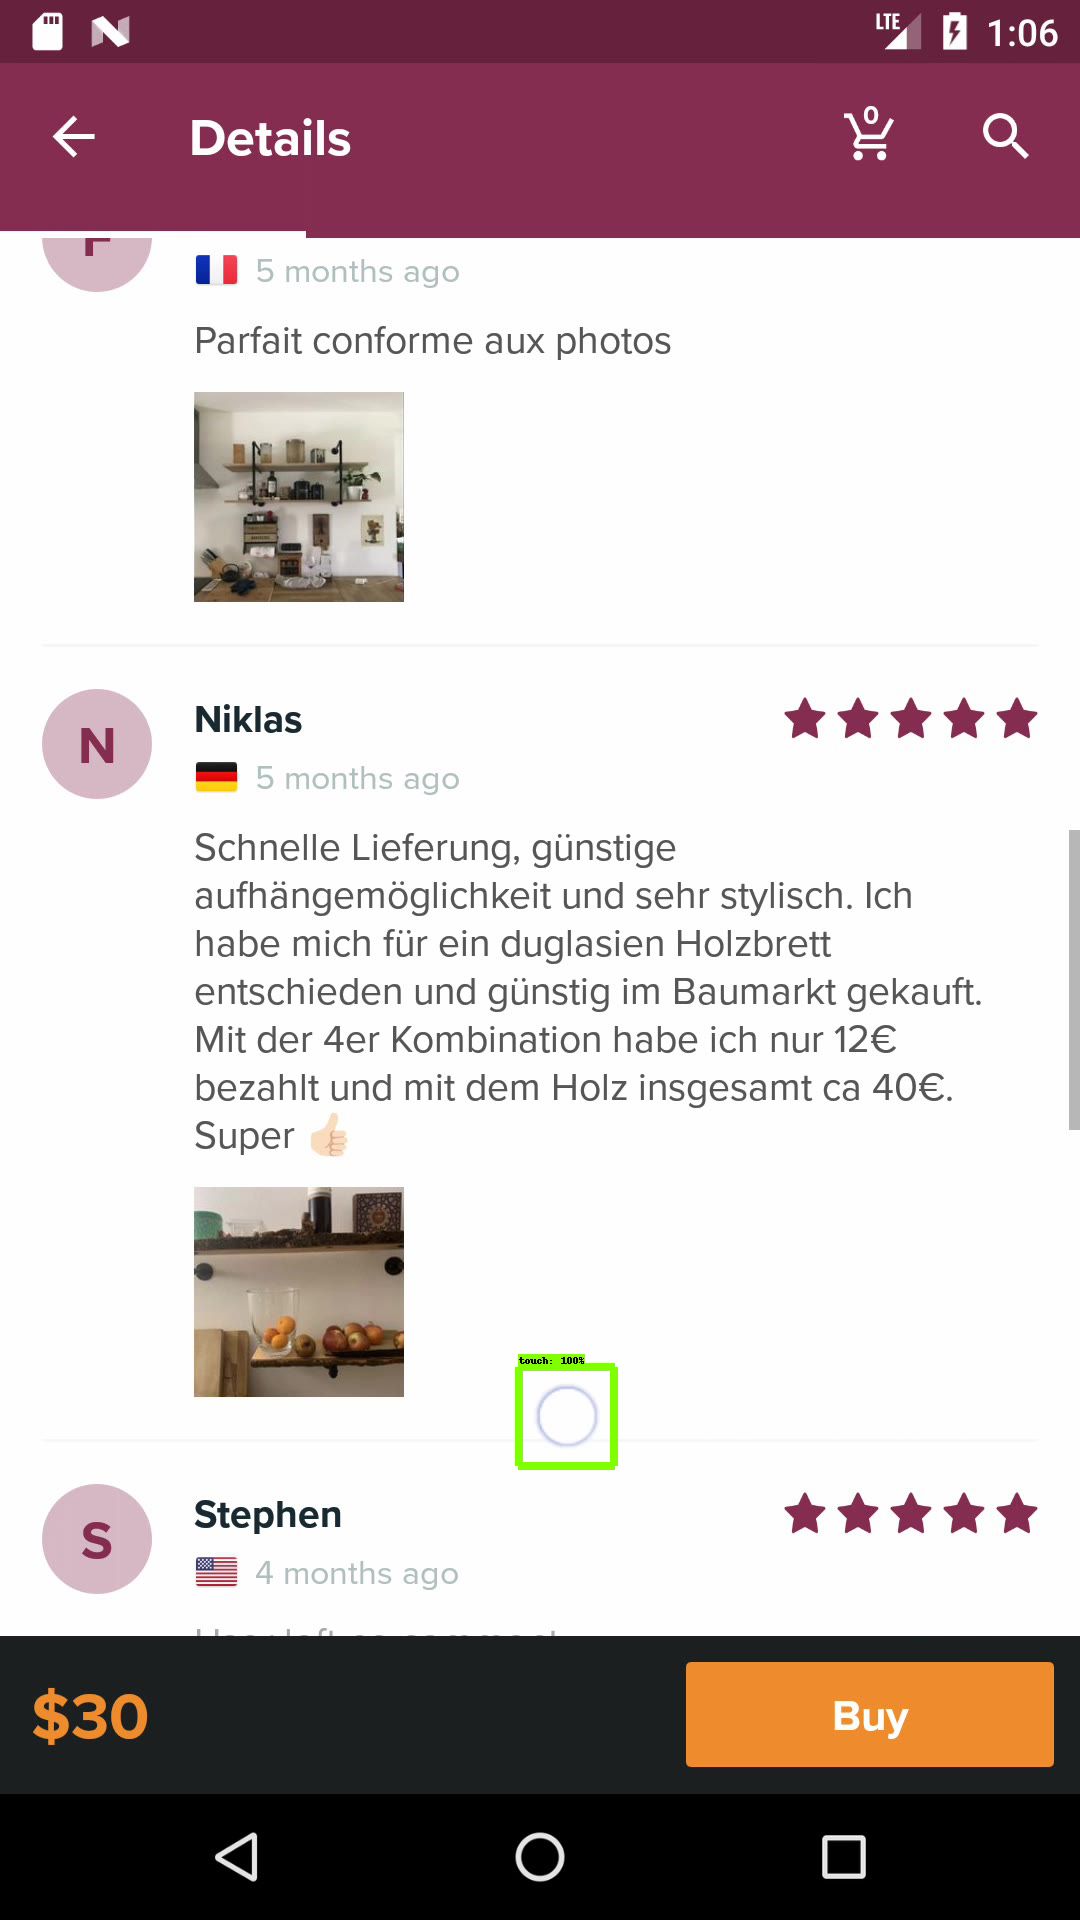 LTE 1:06
Details
0
5 months ago
Parfait conforme aux photos
N
Niklas
5 months ago
Schnelle Lieferung, günstige
aufhängemöglichkeit und sehr stylisch. Ich
habe mich für ein duglasien Holzbrett
entschieden und günstig im Baumarkt gekauft.
Mit der 4er Kombination habe ich nur 12€
bezahlt und mit dem Holz insgesamt ca 40€.
Super 👍🏻
touch: 100%
S
Stephen
4 months ago
$30
Buy